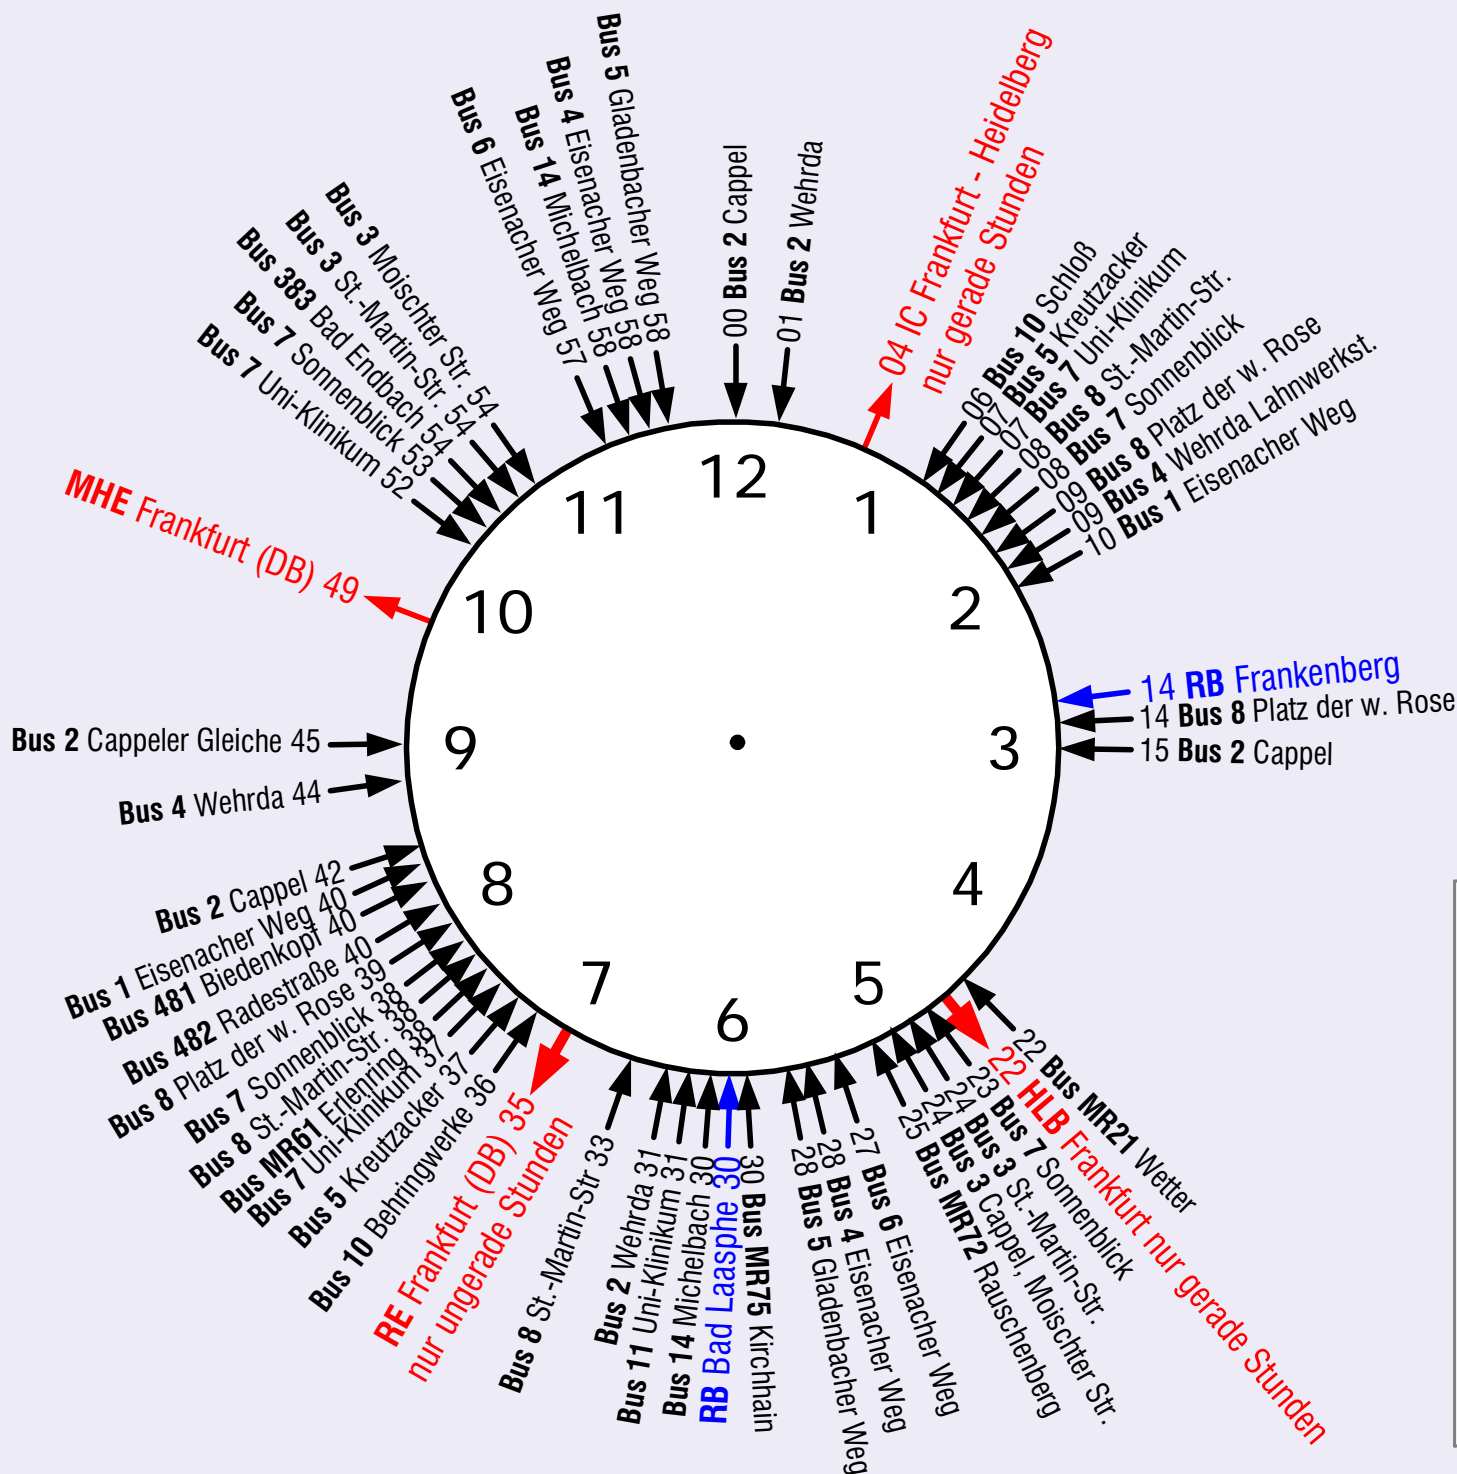 00 Bus 2 Cappel
01 Bus 2 Wehrda
04 IC Frankfurt - Heidelberg
nur gerade Stunden
06 Bus 10 Schloß
07 Bus 5 Kreutzacker
07 Bus 7 Uni-Klinikum
08 Bus 8 St.-Martin-Str.
08 Bus 7 Sonnenblick
09 Bus 8 Platz der w. Rose
09 Bus 4 Wehrda Lahnwerkst.
10 Bus 1 Eisenacher Weg
14 RB Frankenberg
14 Bus 8 Platz der w. Rose
15 Bus 2 Cappel
22 Bus MR21 Wetter
22 HLB Frankfurt nur gerade Stunden
23 Bus 7 Sonnenblick
24 Bus 3 St.-Martin-Str.
24 Bus 3 Cappel, Moischter Str.
25 Bus MR72 Rauschenberg
27 Bus 6 Eisenacher Weg
28 Bus 4 Eisenacher Weg
28 Bus 5 Gladenbacher Weg
30 Bus MR75 Kirchhain
RB Bad Laasphe 30
Bus 14 Michelbach 30
Bus 11 Uni-Klinikum 31
Bus 2 Wehrda 31
Bus 8 St.-Martin-Str 33
RE Frankfurt (DB) 35
nur ungerade Stunden
Bus 10 Behringwerke 36
Bus 5 Kreutzacker 37
Bus 7 Uni-Klinikum 37
Bus MR61 Erlenring 38
Bus 8 St.-Martin-Str. 38
Bus 7 Sonnenblick 38
Bus 8 Platz der w. Rose 39
Bus 482 Radestraße 40
Bus 481 Biedenkopf 40
Bus 1 Eisenacher Weg 40
Bus 2 Cappel 42
Bus 4 Wehrda 44
Bus 2 Cappeler Gleiche 45
MHE Frankfurt (DB) 49
Bus 7 Uni-Klinikum 52
Bus 7 Sonnenblick 53
Bus 383 Bad Endbach 54
Bus 3 St.-Martin-Str. 54
Bus 3 Moischter Str. 54
Bus 6 Eisenacher Weg 57
Bus 14 Michelbach 58
Bus 4 Eisenacher Weg 58
Bus 5 Gladenbacher Weg 58
12
1
2
3
4
5
6
7
8
9
10
11